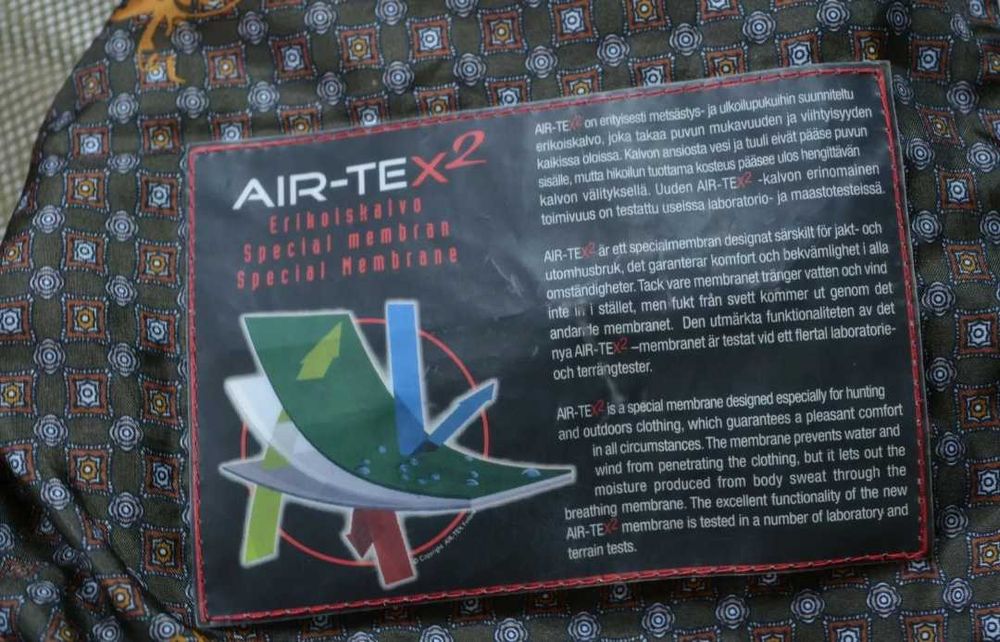 AIR-TEX2
Erikoiskalvo
Special membran
Special Membrane
AIR-TEX2 on erityisesti metsästys- ja ulkoilupukuihin suunniteltu
erikoiskalvo, joka takaa puvun mukavuuden ja viihtyisyyden
kaikissa oloissa. Kalvon ansiosta vesi ja tuuli eivät pääse puvun
sisälle, mutta hikoilun tuottama kosteus pääsee ulos hengittävän
kalvon välityksellä. Uuden AIR-TEX2 -kalvon erinomainen
toimivuus on testattu useissa laboratorio- ja maastotesteissä.
AIR-TEX2 är ett specialmembran designat särskilt för jakt- och
utomhusbruk, det garanterar komfort och bekvämlighet i alla
omständigheter. Tack vare membranet tränger vatten och vind
inte in i stället, men fukt från svett kommer ut genom det
andande membranet. Den utmärkta funktionaliteten av det
nya AIR-TEX2 –membranet är testat vid ett flertal laboratorie-
och terrängtester.
AIR-TEX2 is a special membrane designed especially for hunting
and outdoors clothing, which guarantees a pleasant comfort
in all circumstances. The membrane prevents water and
wind from penetrating the clothing, but it lets out the
moisture produced from body sweat through the
breathing membrane. The excellent functionality of the new
AIR-TEX2 membrane is tested in a number of laboratory and
terrain tests.
© Copyright AIR-TEX